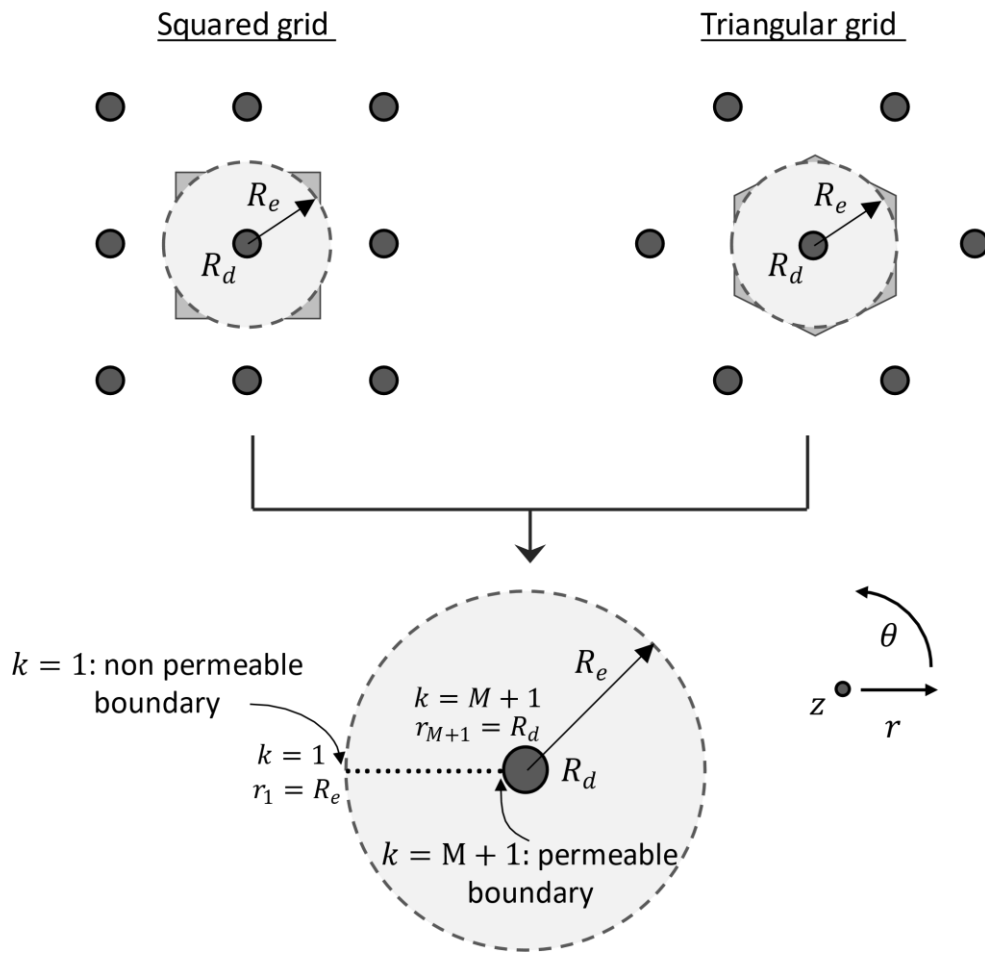 Squared grid
Triangular grid
R_e
R_d
R_e
R_d
k = 1: non permeable
boundary
k = 1
r_1 = R_e
k = M + 1
r_{M+1} = R_d
R_e
R_d
k = M + 1: permeable
boundary
θ
z
r